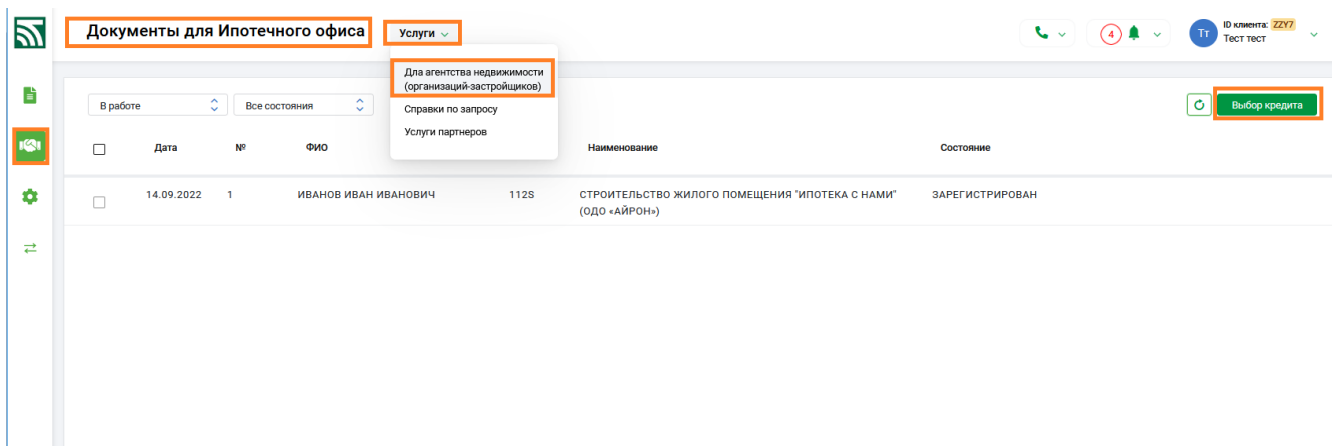 Документы для Ипотечного офиса
Услуги
4
Тт
ID клиента: ZZY7
Тест тест
Дла агентства недвижимости
(организаций-застройщиков)
Справки по запросу
Услуги партнеров
В работе
Все состояния
Выбор кредита
Дата № ФИО Наименование Состояние
14.09.2022 1 ИВАНОВ ИВАН ИВАНОВИЧ 112S СТРОИТЕЛЬСТВО ЖИЛОГО ПОМЕЩЕНИЯ "ИПОТЕКА С НАМИ" ЗАРЕГИСТРИРОВАН
(ОДО «АЙРОН»)